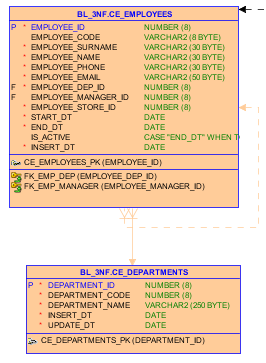 BL_3NF.CE_EMPLOYEES
P * EMPLOYEE_ID NUMBER (8)
EMPLOYEE_CODE VARCHAR2 (8 BYTE)
* EMPLOYEE_SURNAME VARCHAR2 (30 BYTE)
* EMPLOYEE_NAME VARCHAR2 (30 BYTE)
* EMPLOYEE_PHONE VARCHAR2 (30 BYTE)
* EMPLOYEE_EMAIL VARCHAR2 (50 BYTE)
F * EMPLOYEE_DEP_ID NUMBER (8)
F EMPLOYEE_MANAGER_ID NUMBER (8)
* EMPLOYEE_STORE_ID NUMBER (8)
* START_DT DATE
* END_DT DATE
IS_ACTIVE CASE "END_DT" WHEN T
* INSERT_DT DATE
CE_EMPLOYEES_PK (EMPLOYEE_ID)
FK_EMP_DEP (EMPLOYEE_DEP_ID)
FK_EMP_MANAGER (EMPLOYEE_MANAGER_ID)
BL_3NF.CE_DEPARTMENTS
P * DEPARTMENT_ID NUMBER (8)
* DEPARTMENT_CODE NUMBER (8)
* DEPARTMENT_NAME VARCHAR2 (250 BYTE)
* INSERT_DT DATE
* UPDATE_DT DATE
CE_DEPARTMENTS_PK (DEPARTMENT_ID)